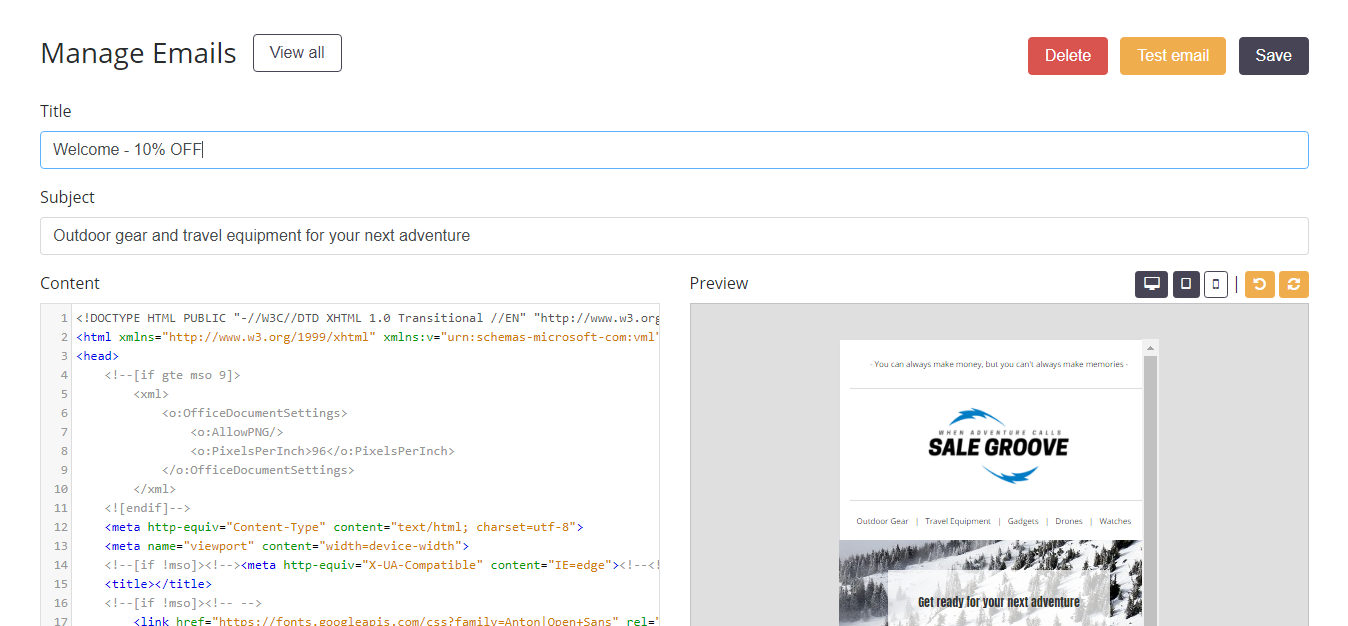 Manage Emails
View all
Delete
Test email
Save
Title
Welcome - 10% OFF
Subject
Outdoor gear and travel equipment for your next adventure
Content
1 <!DOCTYPE HTML PUBLIC "-//W3C//DTD XHTML 1.0 Transitional //EN" "http://www.w3.org
2 <html xmlns="http://www.w3.org/1999/xhtml" xmlns:v="urn:schemas-microsoft-com:vml"
3 <head>
4 <!--[if gte mso 9]>
5 <xml>
6 <o:OfficeDocumentSettings>
7 <o:AllowPNG/>
8 <o:PixelsPerInch>96</o:PixelsPerInch>
9 </o:OfficeDocumentSettings>
10 </xml>
11 <![endif]-->
12 <meta http-equiv="Content-Type" content="text/html; charset=utf-8">
13 <meta name="viewport" content="width=device-width">
14 <!--[if !mso]><!--><meta http-equiv="X-UA-Compatible" content="IE=edge"><!--<!
15 <title></title>
16 <!--[if !mso]><!-- -->
17 <link href="https://fonts.googleapis.com/css?family=Anton|Open+Sans" rel="
Preview
- You can always make money, but you can't always make memories -
WHEN ADVENTURE CALLS
SALE GROOVE
Outdoor Gear | Travel Equipment | Gadgets | Drones | Watches
Get ready for your next adventure